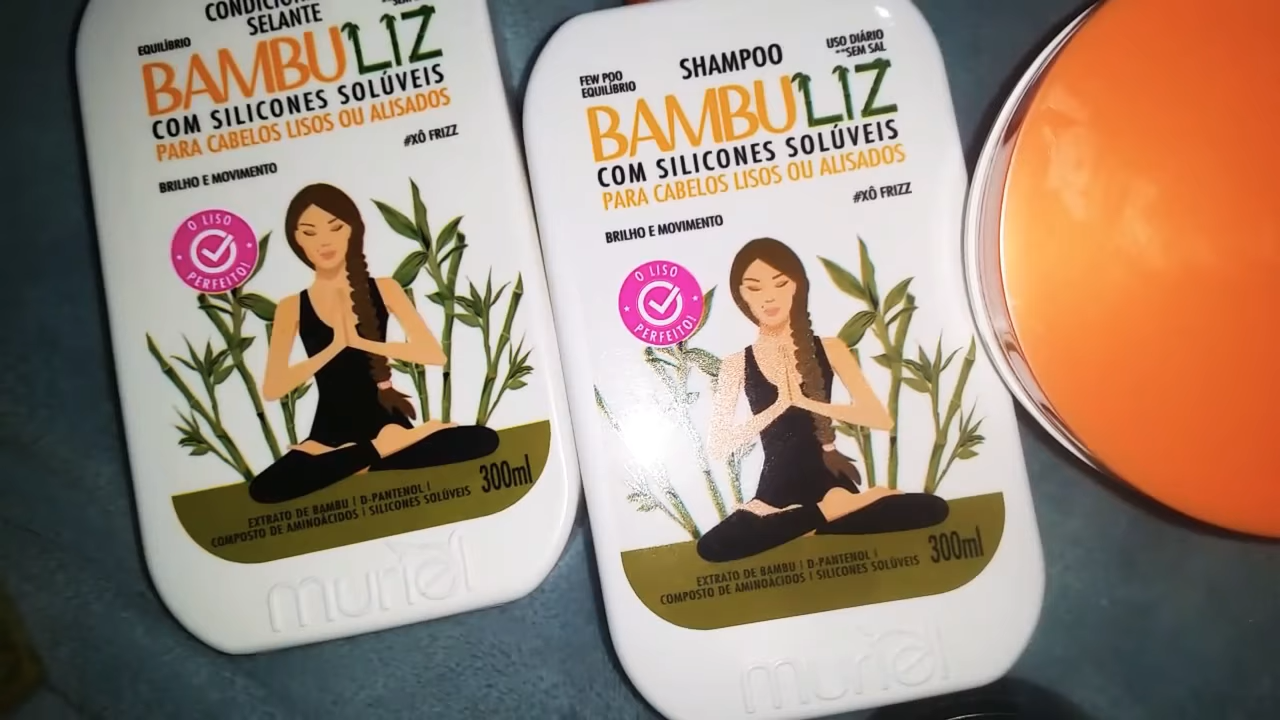 SELANTE
EQUILÍBRIO
BAMBULIZ
COM SILICONES SOLÚVEIS
PARA CABELOS LISOS OU ALISADOS
#XÔ FRIZZ
BRILHO E MOVIMENTO
O LISO
PERFEITO!
300ml
EXTRATO DE BAMBU | D-PANTENOL |
COMPOSTO DE AMINOÁCIDOS | SILICONES SOLÚVEIS
muriel
SHAMPOO
USO DIÁRIO
**SEM SAL
FEW POO
EQUILÍBRIO
BAMBULIZ
COM SILICONES SOLÚVEIS
PARA CABELOS LISOS OU ALISADOS
#XÔ FRIZZ
BRILHO E MOVIMENTO
O LISO
PERFEITO!
300ml
EXTRATO DE BAMBU | D-PANTENOL |
COMPOSTO DE AMINOÁCIDOS | SILICONES SOLÚVEIS
muriel